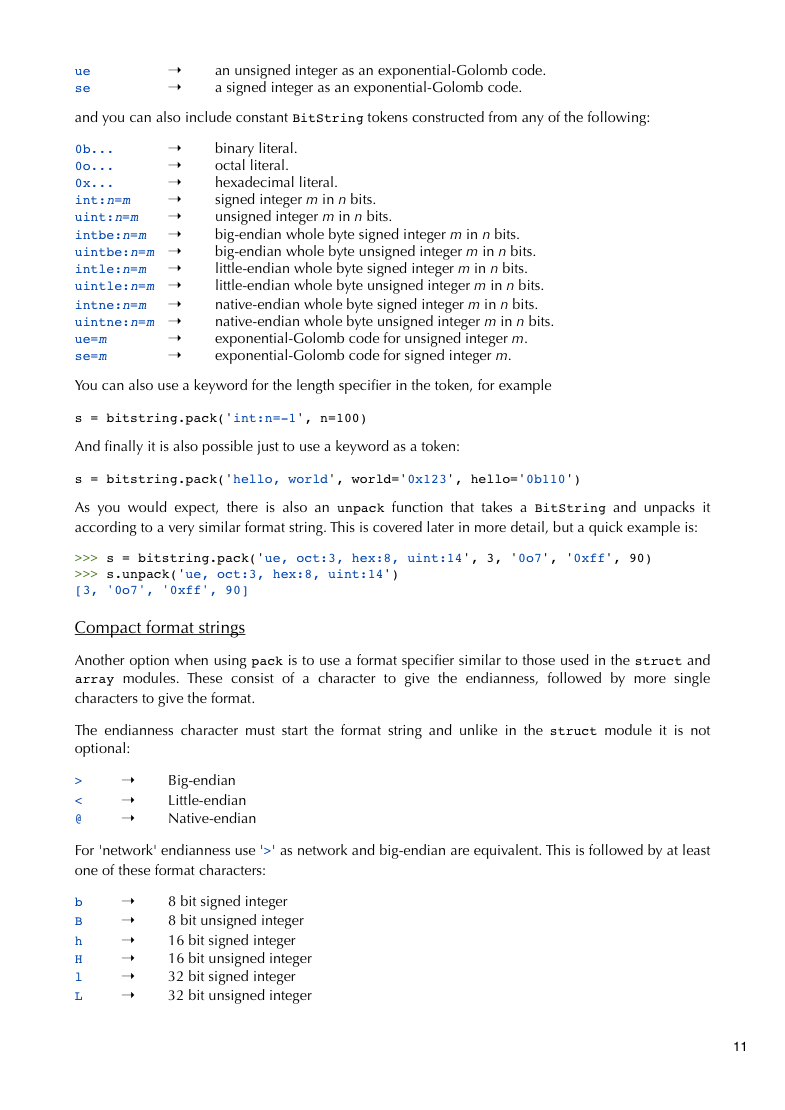 ue → an unsigned integer as an exponential-Golomb code.
se → a signed integer as an exponential-Golomb code.
and you can also include constant BitString tokens constructed from any of the following:
0b... → binary literal.
0o... → octal literal.
0x... → hexadecimal literal.
int:n=m → signed integer m in n bits.
uint:n=m → unsigned integer m in n bits.
intbe:n=m → big-endian whole byte signed integer m in n bits.
uintbe:n=m → big-endian whole byte unsigned integer m in n bits.
intle:n=m → little-endian whole byte signed integer m in n bits.
uintle:n=m → little-endian whole byte unsigned integer m in n bits.
intne:n=m → native-endian whole byte signed integer m in n bits.
uintne:n=m → native-endian whole byte unsigned integer m in n bits.
ue=m → exponential-Golomb code for unsigned integer m.
se=m → exponential-Golomb code for signed integer m.
You can also use a keyword for the length specifier in the token, for example
s = bitstring.pack('int:n=-1', n=100)
And finally it is also possible just to use a keyword as a token:
s = bitstring.pack('hello, world', world='0x123', hello='0b110')
As you would expect, there is also an unpack function that takes a BitString and unpacks it
according to a very similar format string. This is covered later in more detail, but a quick example is:
>>> s = bitstring.pack('ue, oct:3, hex:8, uint:14', 3, '0o7', '0xff', 90)
>>> s.unpack('ue, oct:3, hex:8, uint:14')
[3, '0o7', '0xff', 90]
Compact format strings
Another option when using pack is to use a format specifier similar to those used in the struct and
array modules. These consist of a character to give the endianness, followed by more single
characters to give the format.
The endianness character must start the format string and unlike in the struct module it is not
optional:
> → Big-endian
< → Little-endian
@ → Native-endian
For 'network' endianness use '>' as network and big-endian are equivalent. This is followed by at least
one of these format characters:
b → 8 bit signed integer
B → 8 bit unsigned integer
h → 16 bit signed integer
H → 16 bit unsigned integer
l → 32 bit signed integer
L → 32 bit unsigned integer
11